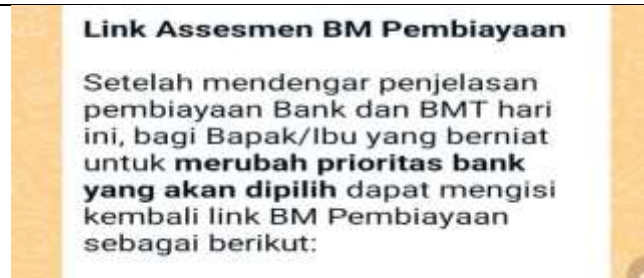 Link Assesmen BM Pembiayaan
Setelah mendengar penjelasan
pembiayaan Bank dan BMT hari
ini, bagi Bapak/Ibu yang berniat
untuk merubah prioritas bank
yang akan dipilih dapat mengisi
kembali link BM Pembiayaan
sebagai berikut: